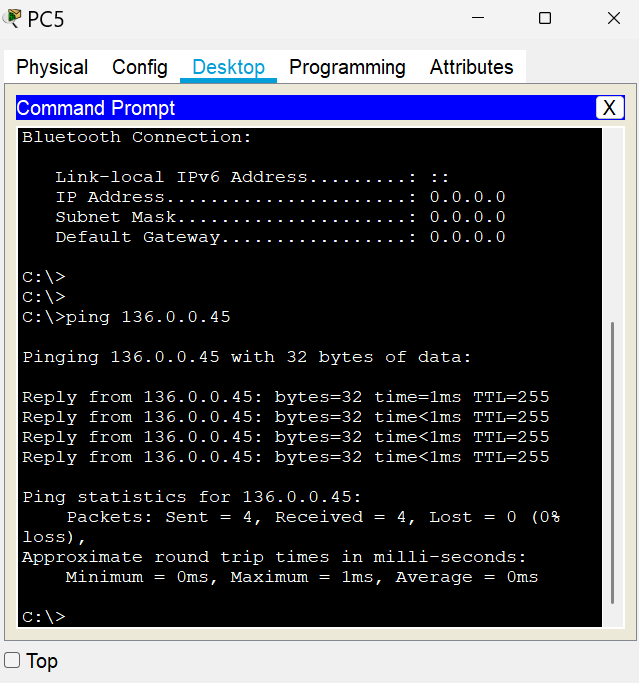 PC5
Physical Config Desktop Programming Attributes
Command Prompt X
Bluetooth Connection:
Link-local IPv6 Address.........: ::
IP Address......................: 0.0.0.0
Subnet Mask.....................: 0.0.0.0
Default Gateway.................: 0.0.0.0
C:\>
C:\>
C:\>ping 136.0.0.45
Pinging 136.0.0.45 with 32 bytes of data:
Reply from 136.0.0.45: bytes=32 time=1ms TTL=255
Reply from 136.0.0.45: bytes=32 time<1ms TTL=255
Reply from 136.0.0.45: bytes=32 time<1ms TTL=255
Reply from 136.0.0.45: bytes=32 time<1ms TTL=255
Ping statistics for 136.0.0.45:
Packets: Sent = 4, Received = 4, Lost = 0 (0%
loss),
Approximate round trip times in milli-seconds:
Minimum = 0ms, Maximum = 1ms, Average = 0ms
C:\>
Top